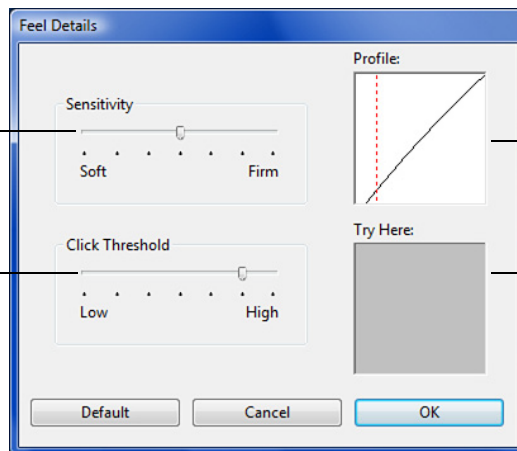 Feel Details
Profile:
Sensitivity
Soft Firm
Try Here:
Click Threshold
Low High
Default Cancel OK